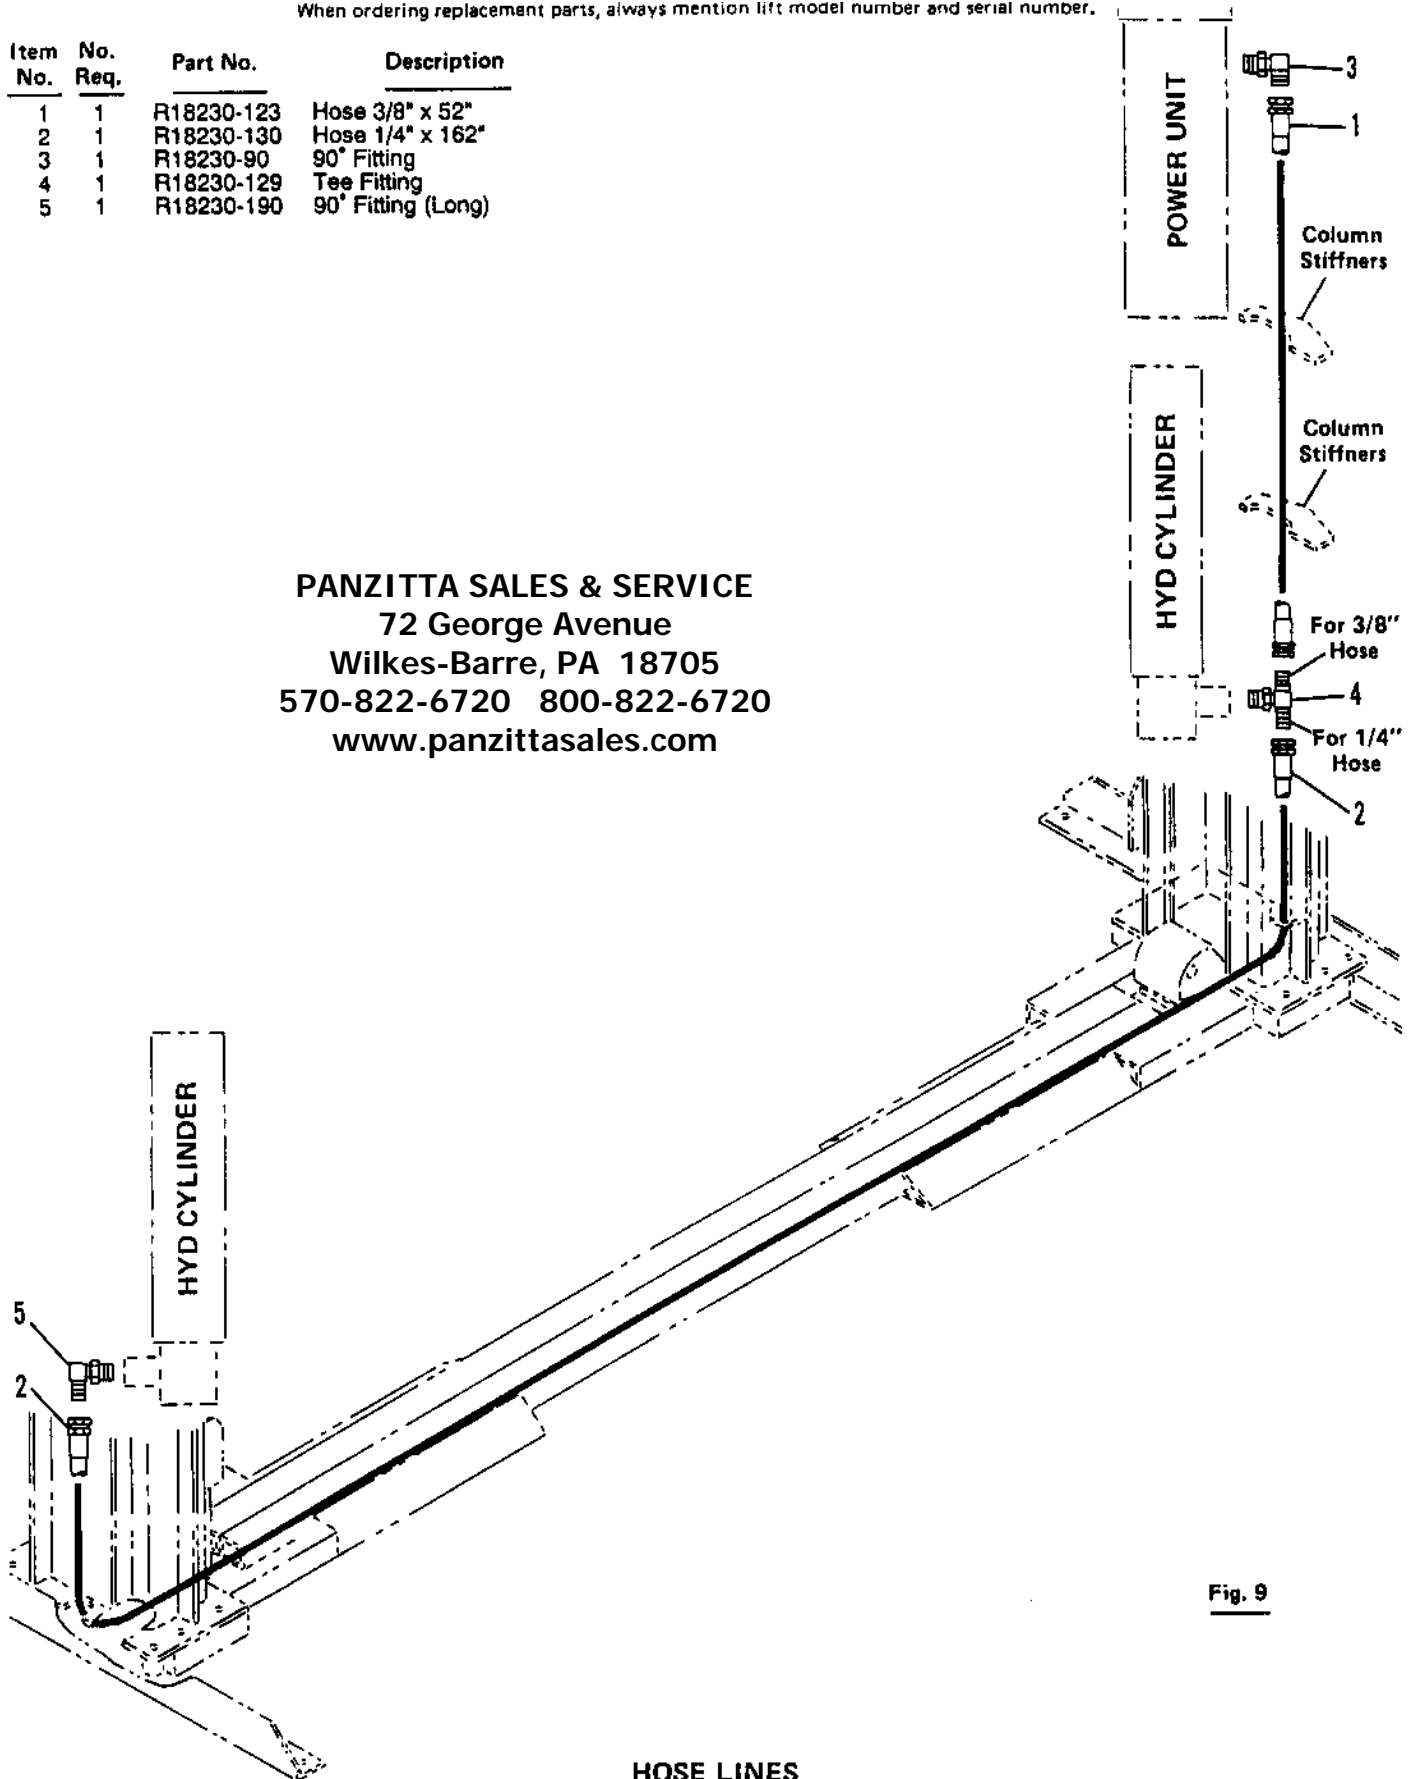 When ordering replacement parts, always mention lift model number and serial number.
Item No. No. Req. Part No. Description
1 1 R18230-123 Hose 3/8" x 52"
2 1 R18230-130 Hose 1/4" x 162"
3 1 R18230-90 90° Fitting
4 1 R18230-129 Tee Fitting
5 1 R18230-190 90° Fitting (Long)
POWER UNIT
3
1
Column
Stiffners
HYD CYLINDER
Column
Stiffners
For 3/8"
Hose
4
For 1/4"
Hose
2
PANZITTA SALES & SERVICE
72 George Avenue
Wilkes-Barre, PA 18705
570-822-6720 800-822-6720
www.panzittasales.com
HYD CYLINDER
5
2
Fig. 9
HOSE LINES